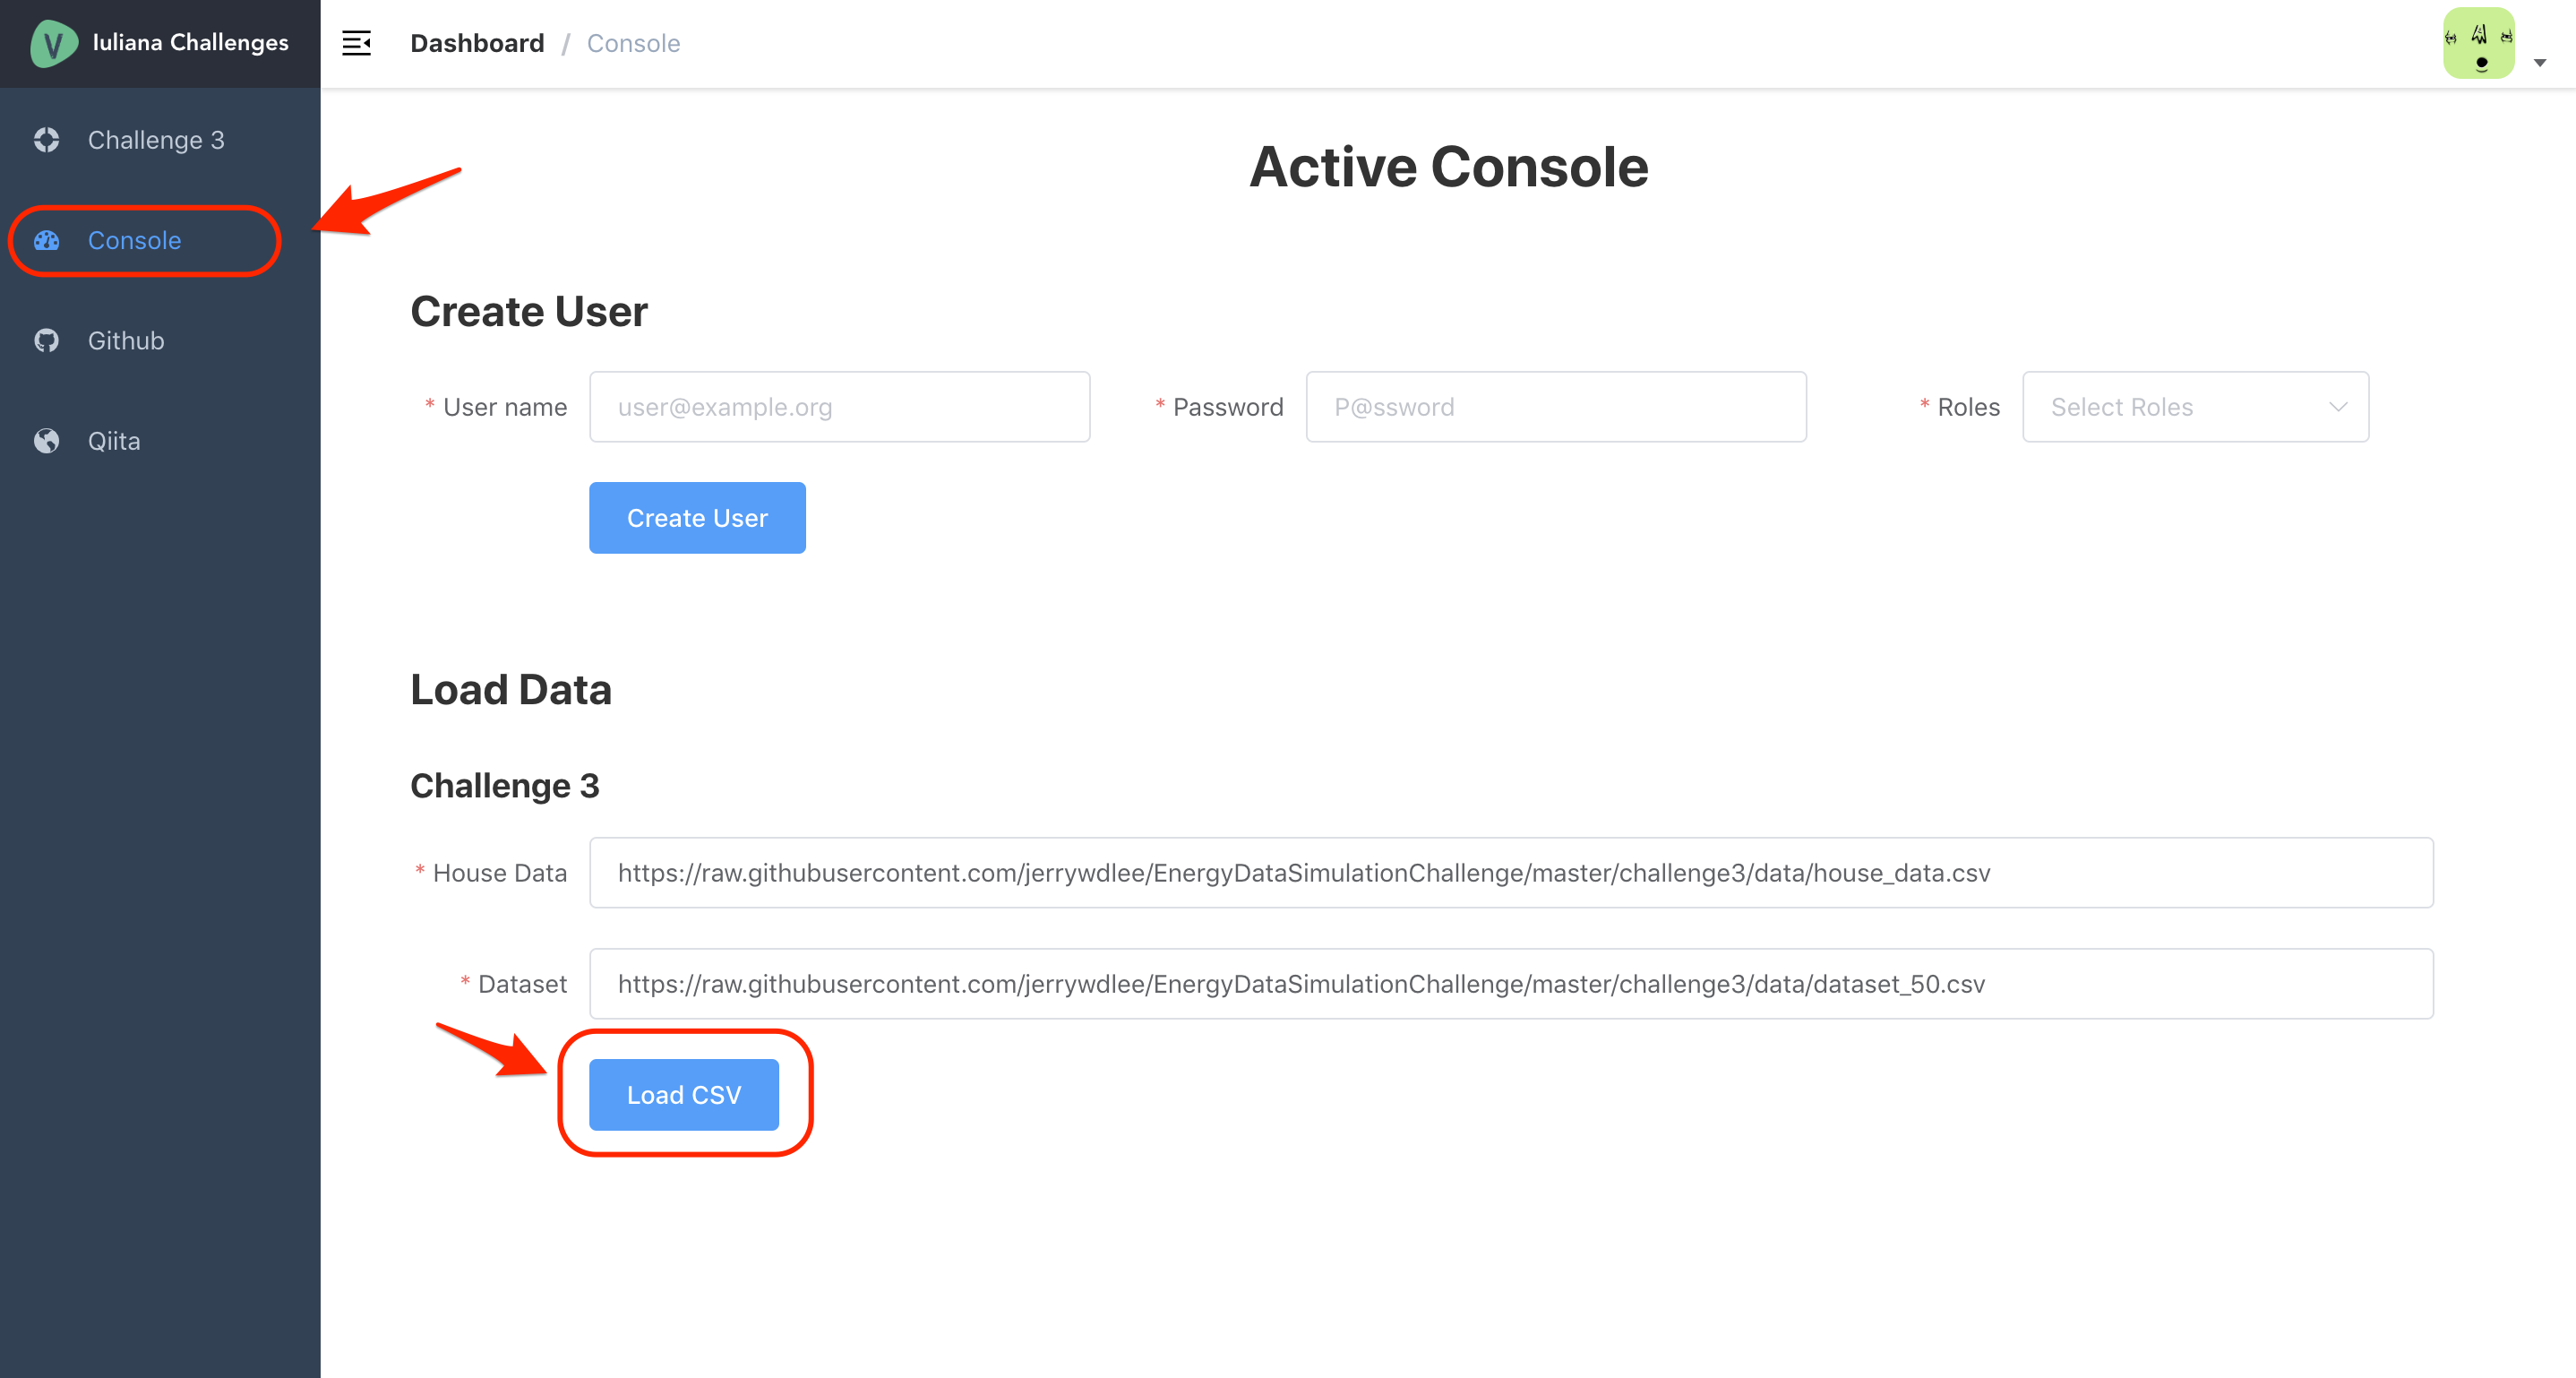 Iuliana Challenges
Dashboard / Console
Challenge 3
Console
Github
Qiita
Active Console
Create User
* User name user@example.org * Password P@ssword * Roles Select Roles
Create User
Load Data
Challenge 3
* House Data https://raw.githubusercontent.com/jerrywdlee/EnergyDataSimulationChallenge/master/challenge3/data/house_data.csv
* Dataset https://raw.githubusercontent.com/jerrywdlee/EnergyDataSimulationChallenge/master/challenge3/data/dataset_50.csv
Load CSV